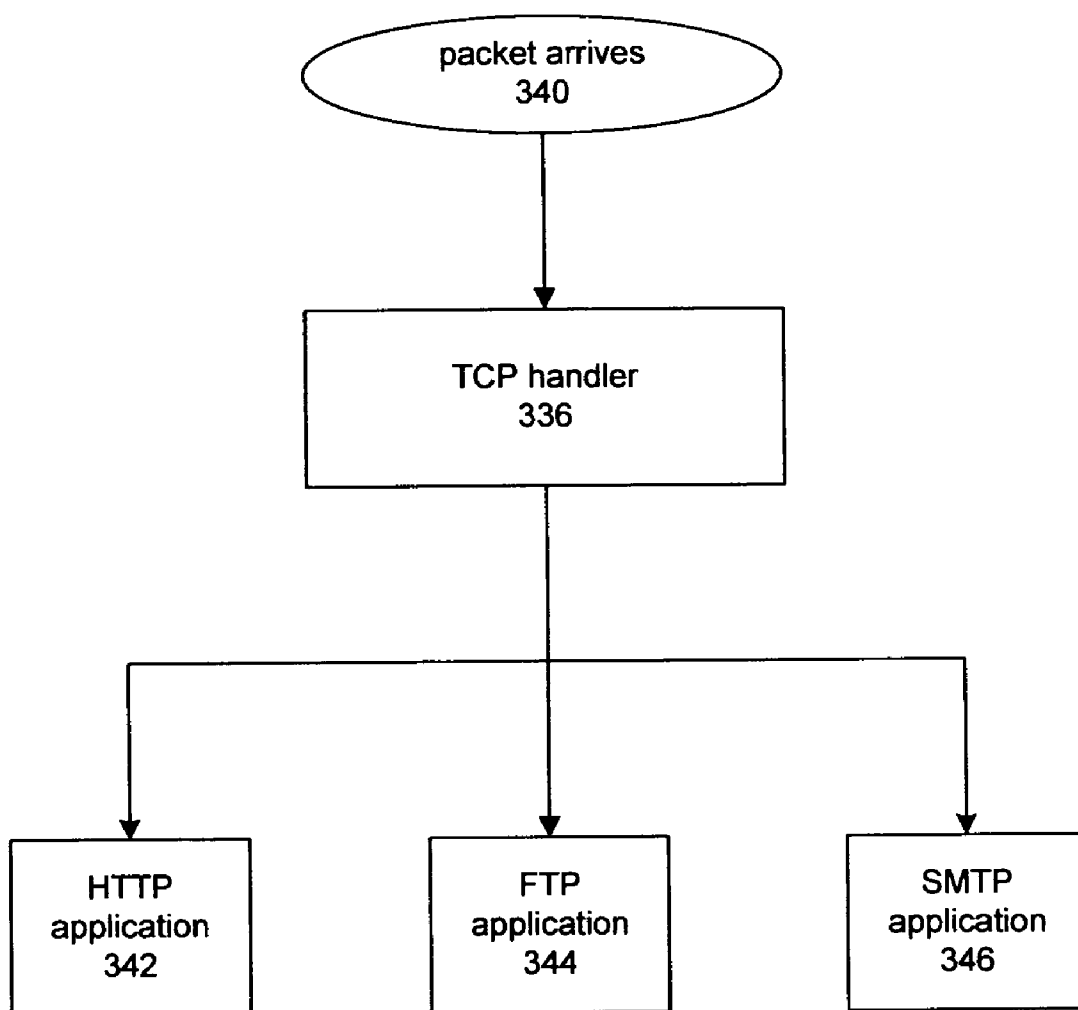 packet arrives
340
TCP handler
336
HTTP
application
342
FTP
application
344
SMTP
application
346